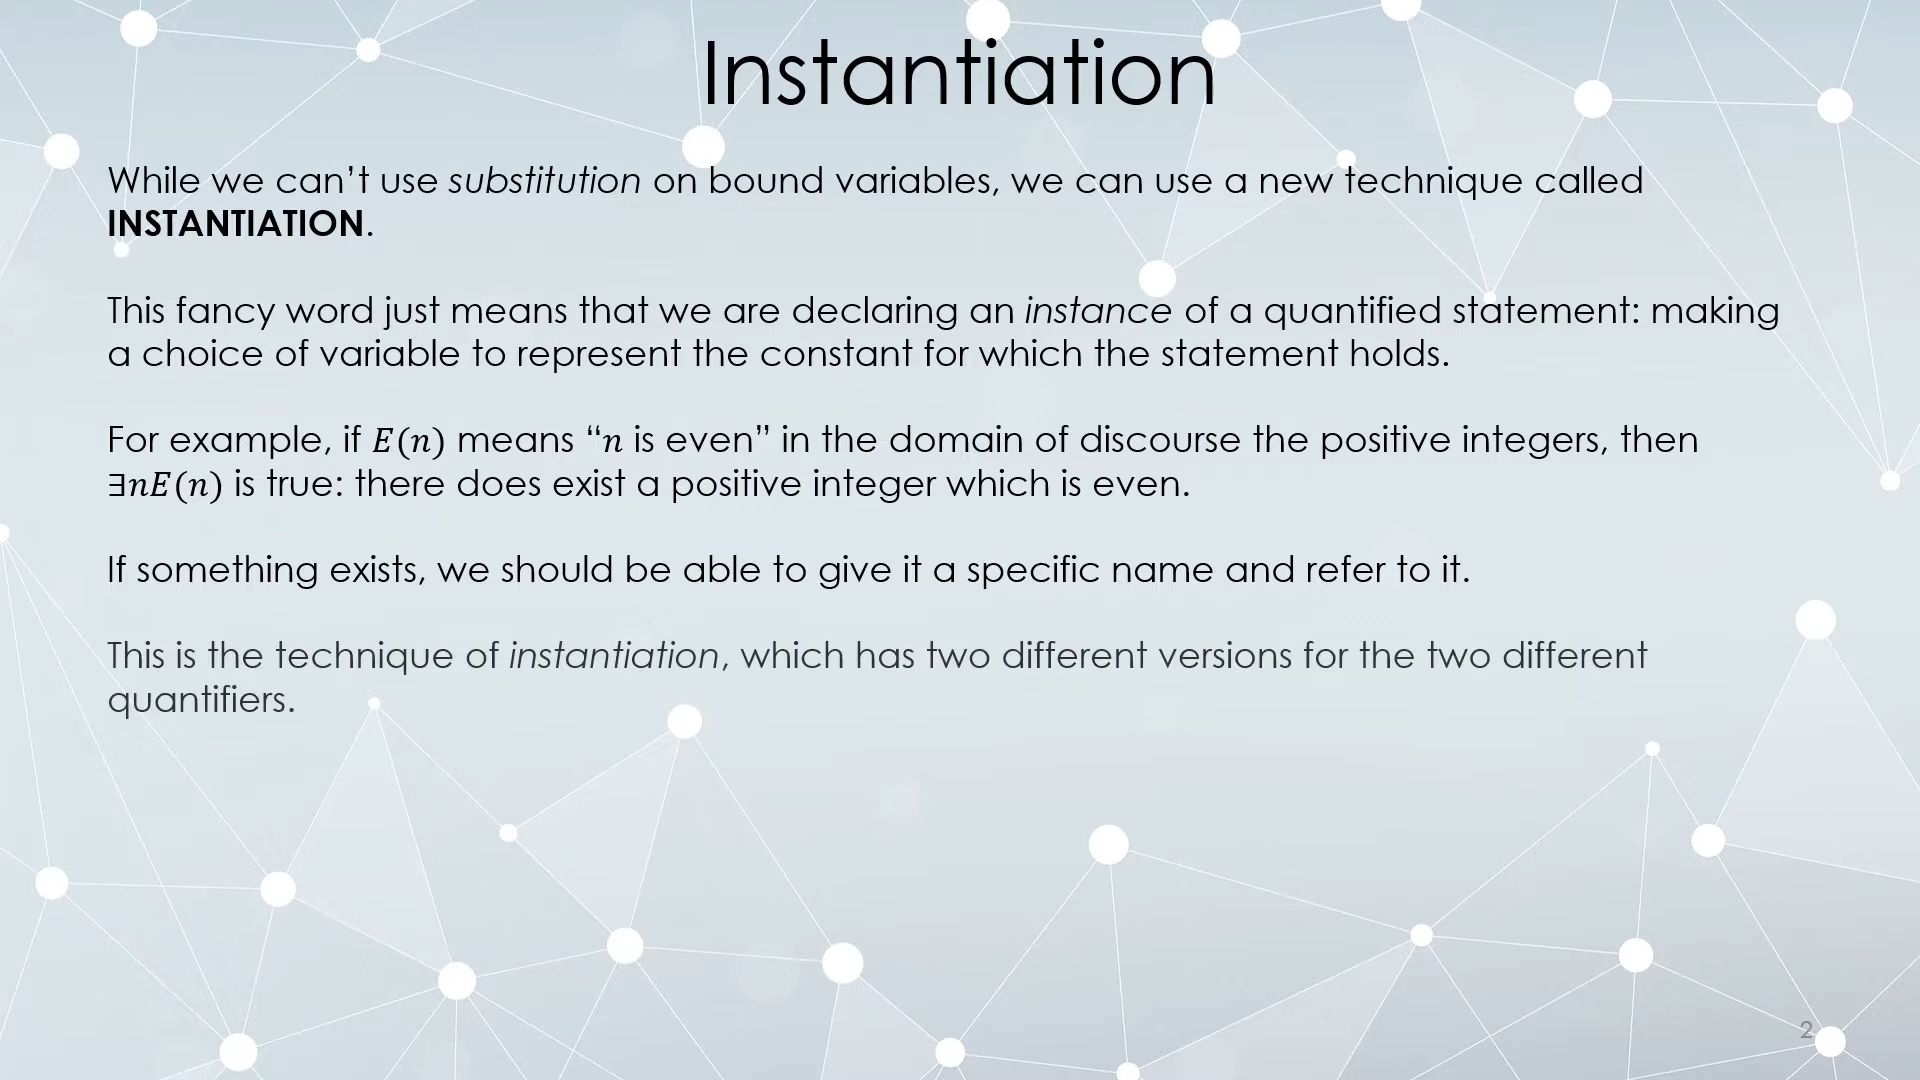 Instantiation
While we can’t use substitution on bound variables, we can use a new technique called
INSTANTIATION.
This fancy word just means that we are declaring an instance of a quantified statement: making
a choice of variable to represent the constant for which the statement holds.
For example, if E(n) means “n is even” in the domain of discourse the positive integers, then
∃nE(n) is true: there does exist a positive integer which is even.
If something exists, we should be able to give it a specific name and refer to it.
This is the technique of instantiation, which has two different versions for the two different
quantifiers.
2